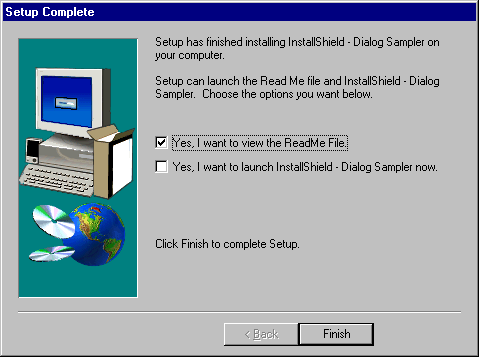 Setup Complete
Setup has finished installing InstallShield - Dialog Sampler on
your computer.
Setup can launch the Read Me file and InstallShield - Dialog
Sampler. Choose the options you want below.
Yes, I want to view the ReadMe File.
Yes, I want to launch InstallShield - Dialog Sampler now.
Click Finish to complete Setup.
< Back
Finish